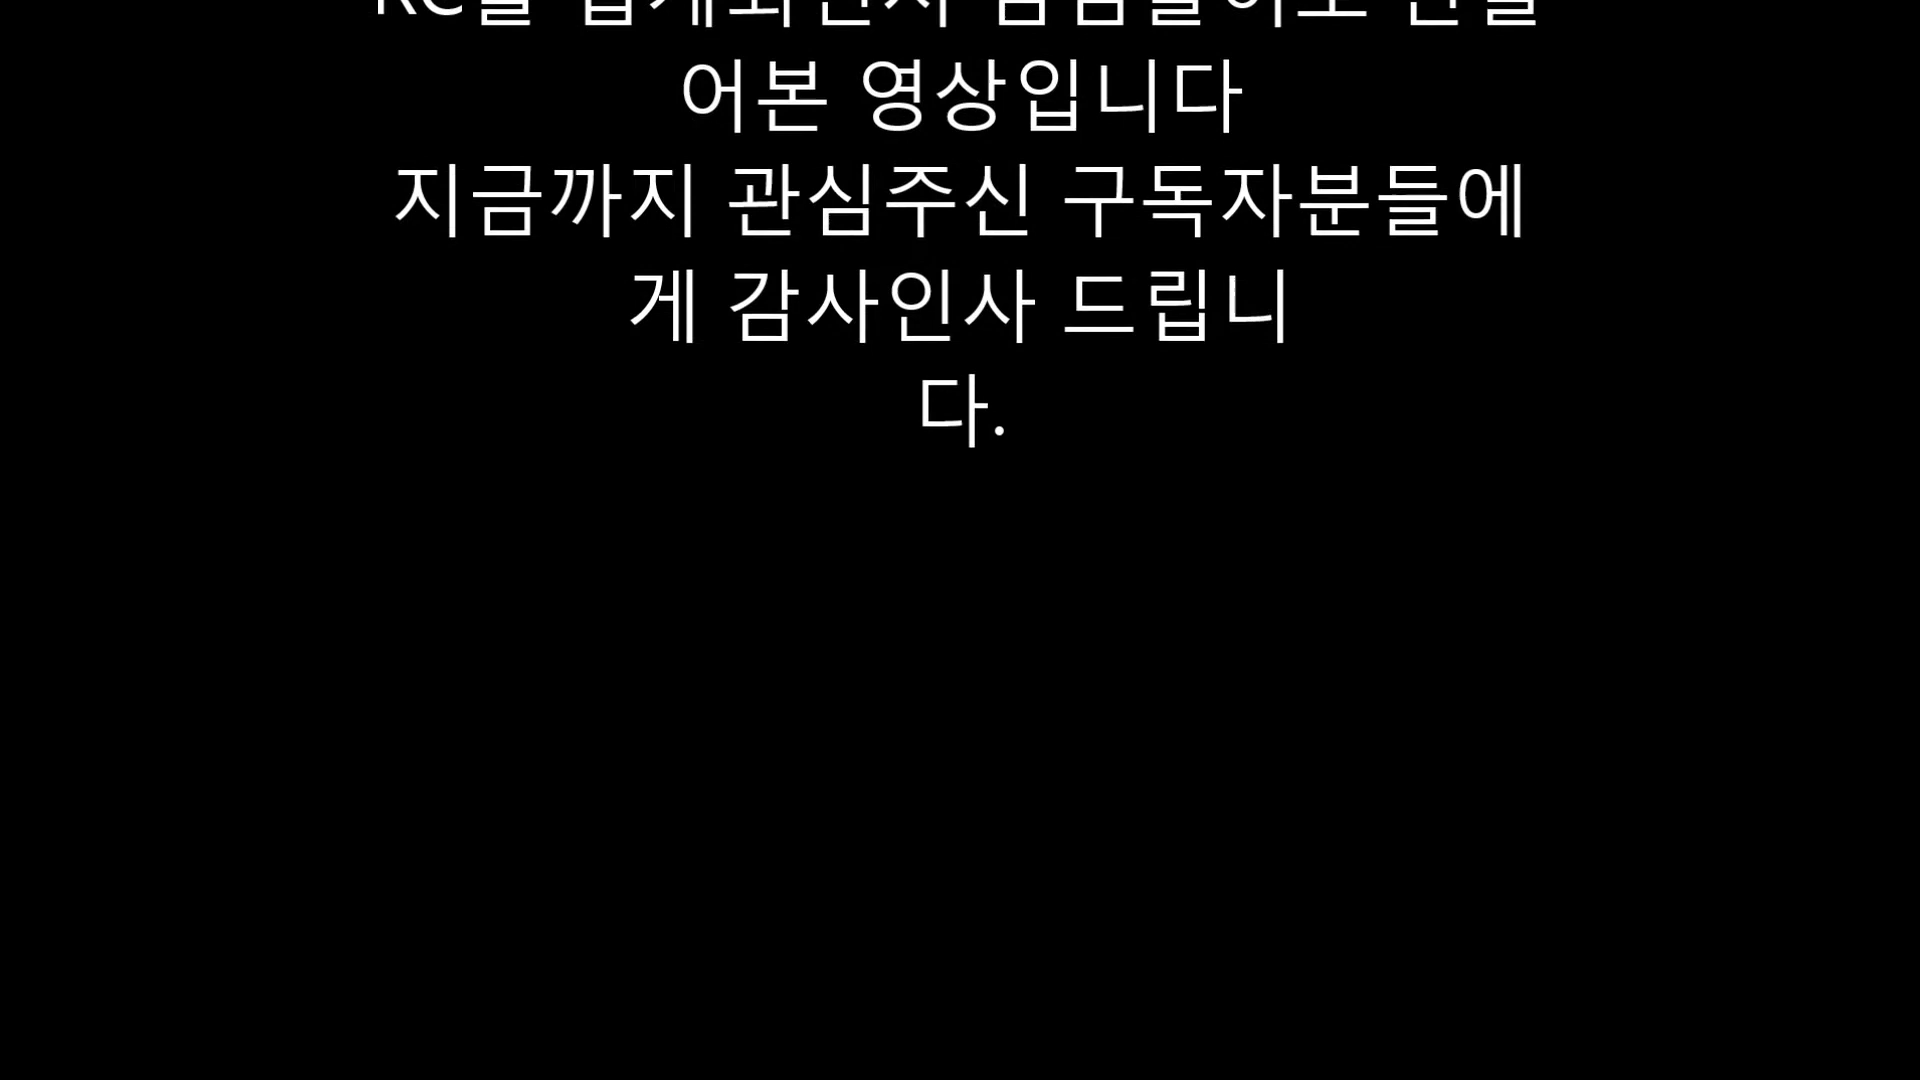 어본 영상입니다
지금까지 관심주신 구독자분들에
게 감사인사 드립니
다.